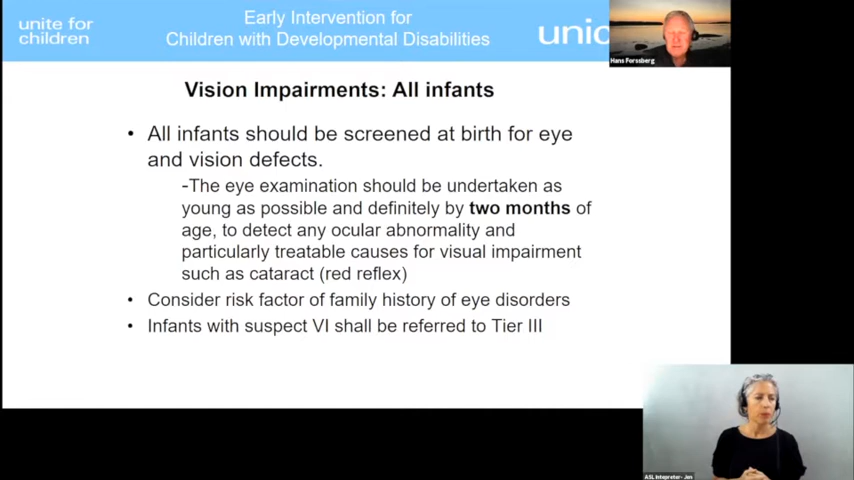 unite for
children
Early Intervention for
Children with Developmental Disabilities
unic
Hans Forssberg
Vision Impairments: All infants
• All infants should be screened at birth for eye
and vision defects.
-The eye examination should be undertaken as
young as possible and definitely by two months of
age, to detect any ocular abnormality and
particularly treatable causes for visual impairment
such as cataract (red reflex)
• Consider risk factor of family history of eye disorders
• Infants with suspect VI shall be referred to Tier III
ASL Intepreter- Jen